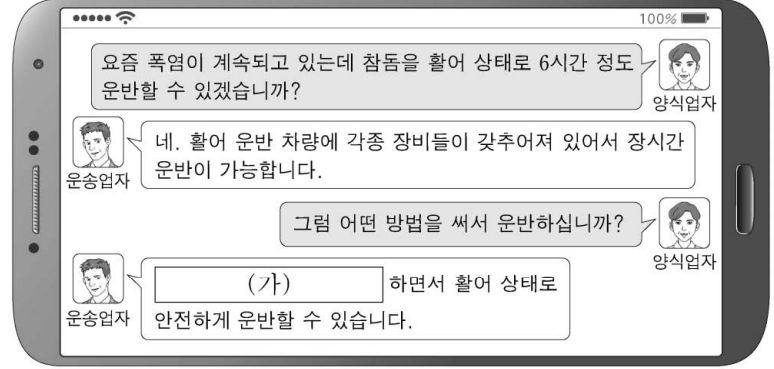 100%
요즘 폭염이 계속되고 있는데 참돔을 활어 상태로 6시간 정도
운반할 수 있겠습니까?
양식업자
네. 활어 운반 차량에 각종 장비들이 갖추어져 있어서 장시간
운반이 가능합니다.
운송업자
그럼 어떤 방법을 써서 운반하십니까?
양식업자
(가) 하면서 활어 상태로
안전하게 운반할 수 있습니다.
운송업자